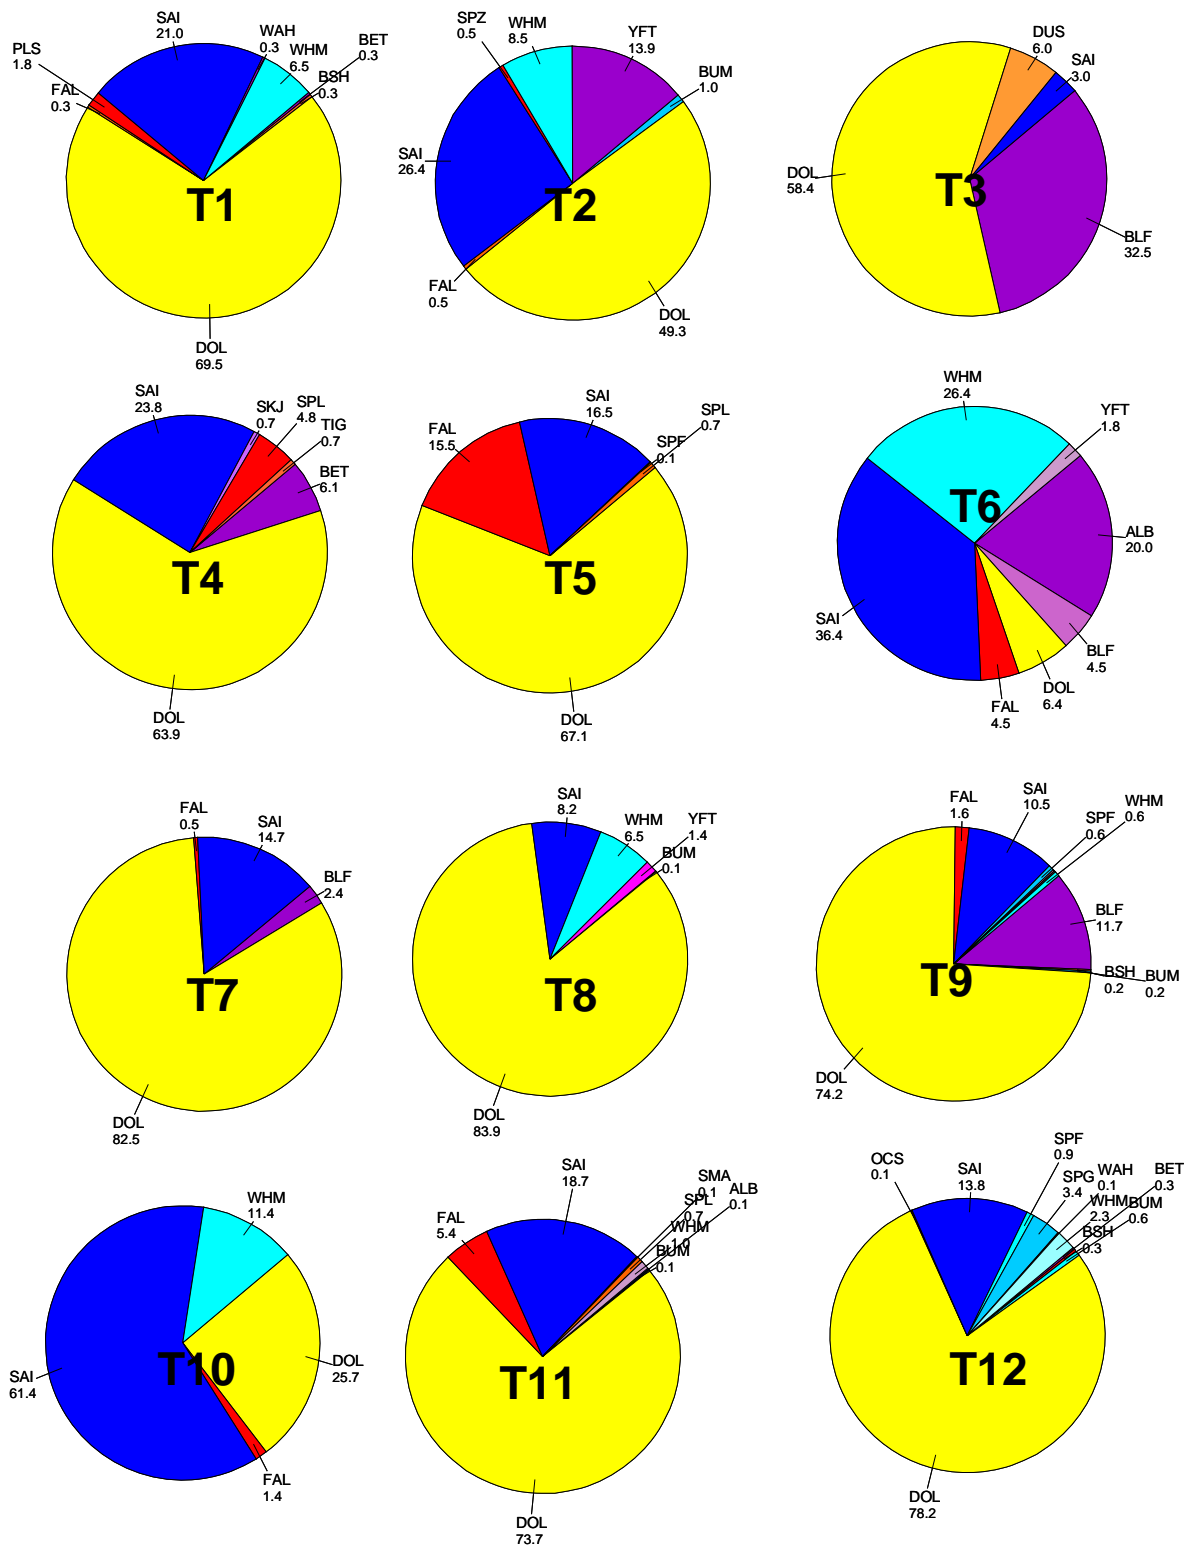 SAI
21.0
WAH
0.3
WHM
6.5
BET
0.3
BSH
0.3
PLS
1.8
FAL
0.3
T1
DOL
69.5
SPZ
0.5
WHM
8.5
YFT
13.9
BUM
1.0
SAI
26.4
T2
FAL
0.5
DOL
49.3
DUS
6.0
SAI
3.0
DOL
58.4
T3
BLF
32.5
SAI
23.8
SKJ
0.7
SPL
4.8
TIG
0.7
BET
6.1
T4
DOL
63.9
SAI
16.5
FAL
15.5
SPL
0.7
SPF
0.1
T5
DOL
67.1
WHM
26.4
YFT
1.8
T6
ALB
20.0
SAI
36.4
BLF
4.5
DOL
6.4
FAL
4.5
FAL
0.5
SAI
14.7
BLF
2.4
T7
DOL
82.5
SAI
8.2
WHM
6.5
YFT
1.4
BUM
0.1
T8
DOL
83.9
FAL
1.6
SAI
10.5
SPF
0.6
WHM
0.6
BLF
11.7
BSH
0.2
BUM
0.2
T9
DOL
74.2
WHM
11.4
SAI
61.4
T10
DOL
25.7
FAL
1.4
SAI
18.7
FAL
5.4
SMA
0.1
SPL
0.7
ALB
0.1
WHM
1.0
BUM
0.1
T11
DOL
73.7
OCS
0.1
SAI
13.8
SPF
0.9
SPG
3.4
WAH
0.1
BET
0.3
WHM
2.3
BUM
0.6
BSH
0.3
T12
DOL
78.2